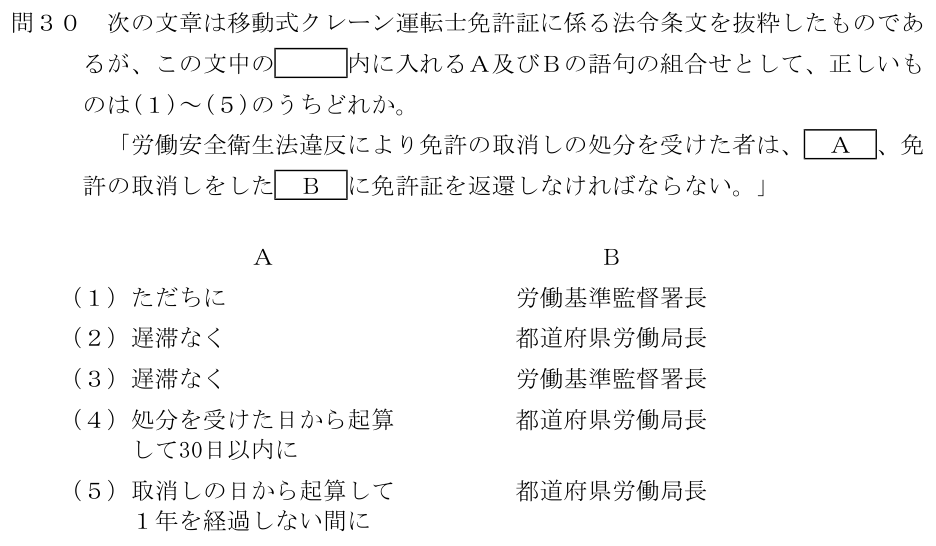 問３０　次の文章は移動式クレーン運転士免許証に係る法令条文を抜粋したものであ
るが、この文中の　　　内に入れるＡ及びＢの語句の組合せとして、正しいも
のは(１)～(５)のうちどれか。
「労働安全衛生法違反により免許の取消しの処分を受けた者は、　Ａ　、免
許の取消しをした　Ｂ　に免許証を返還しなければならない。」
Ａ　Ｂ
(１) ただちに　労働基準監督署長
(２) 遅滞なく　都道府県労働局長
(３) 遅滞なく　労働基準監督署長
(４) 処分を受けた日から起算　都道府県労働局長
して30日以内に
(５) 取消しの日から起算して　都道府県労働局長
１年を経過しない間に